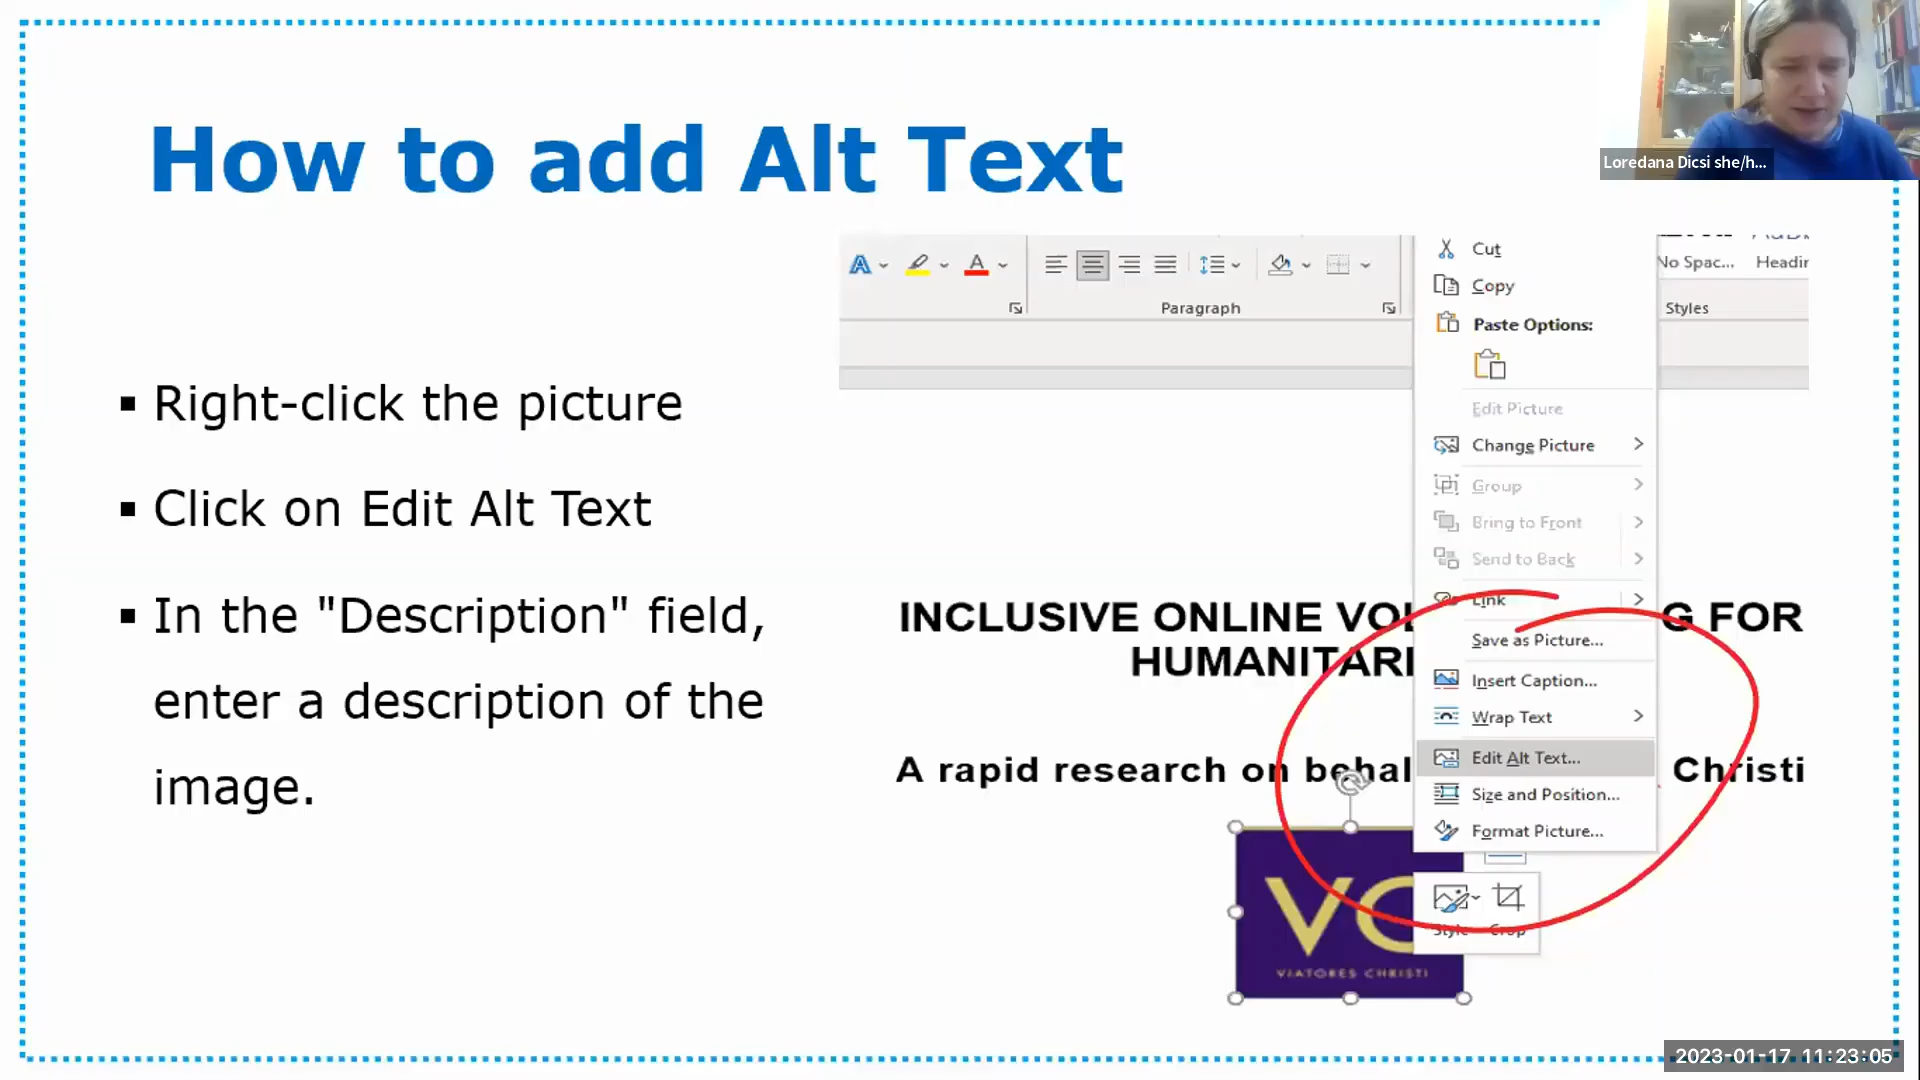 How to add Alt Text
Loredana Dicsi she/h...
Right-click the picture
Click on Edit Alt Text
In the "Description" field,
enter a description of the
image.
A
A
Paragraph
No Spac...
Headir
Styles
Cut
Copy
Paste Options:
Edit Picture
Change Picture
Group
Bring to Front
Send to Back
Link
Save as Picture...
Insert Caption...
Wrap Text
Edit Alt Text...
Size and Position...
Format Picture...
INCLUSIVE ONLINE VOL G FOR
HUMANITARI
A rapid research on behal Christi
Style Crop
VC
VIATORES CHRISTI
2023-01-17 11:23:05